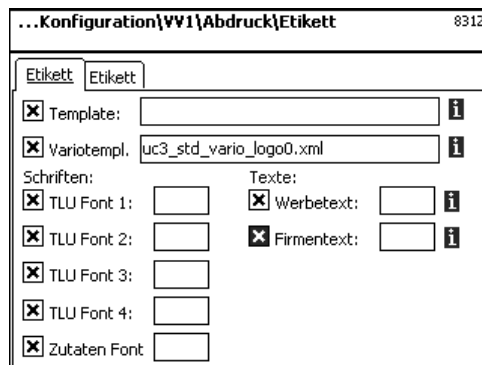 ...Konfiguration\VV1\Abdruck\Etikett 8312
Etikett Etikett
Template: i
Variotempl. uc3_std_vario_logo0.xml i
Schriften: Texte:
TLU Font 1: Werbetext: i
TLU Font 2: Firmentext: i
TLU Font 3:
TLU Font 4:
Zutaten Font